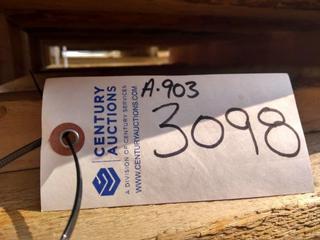 CENTURY
AUCTIONS
A DIVISION OF CENTURY SERVICES
WWW.CENTURYAUCTIONS.COM
A-903
3098